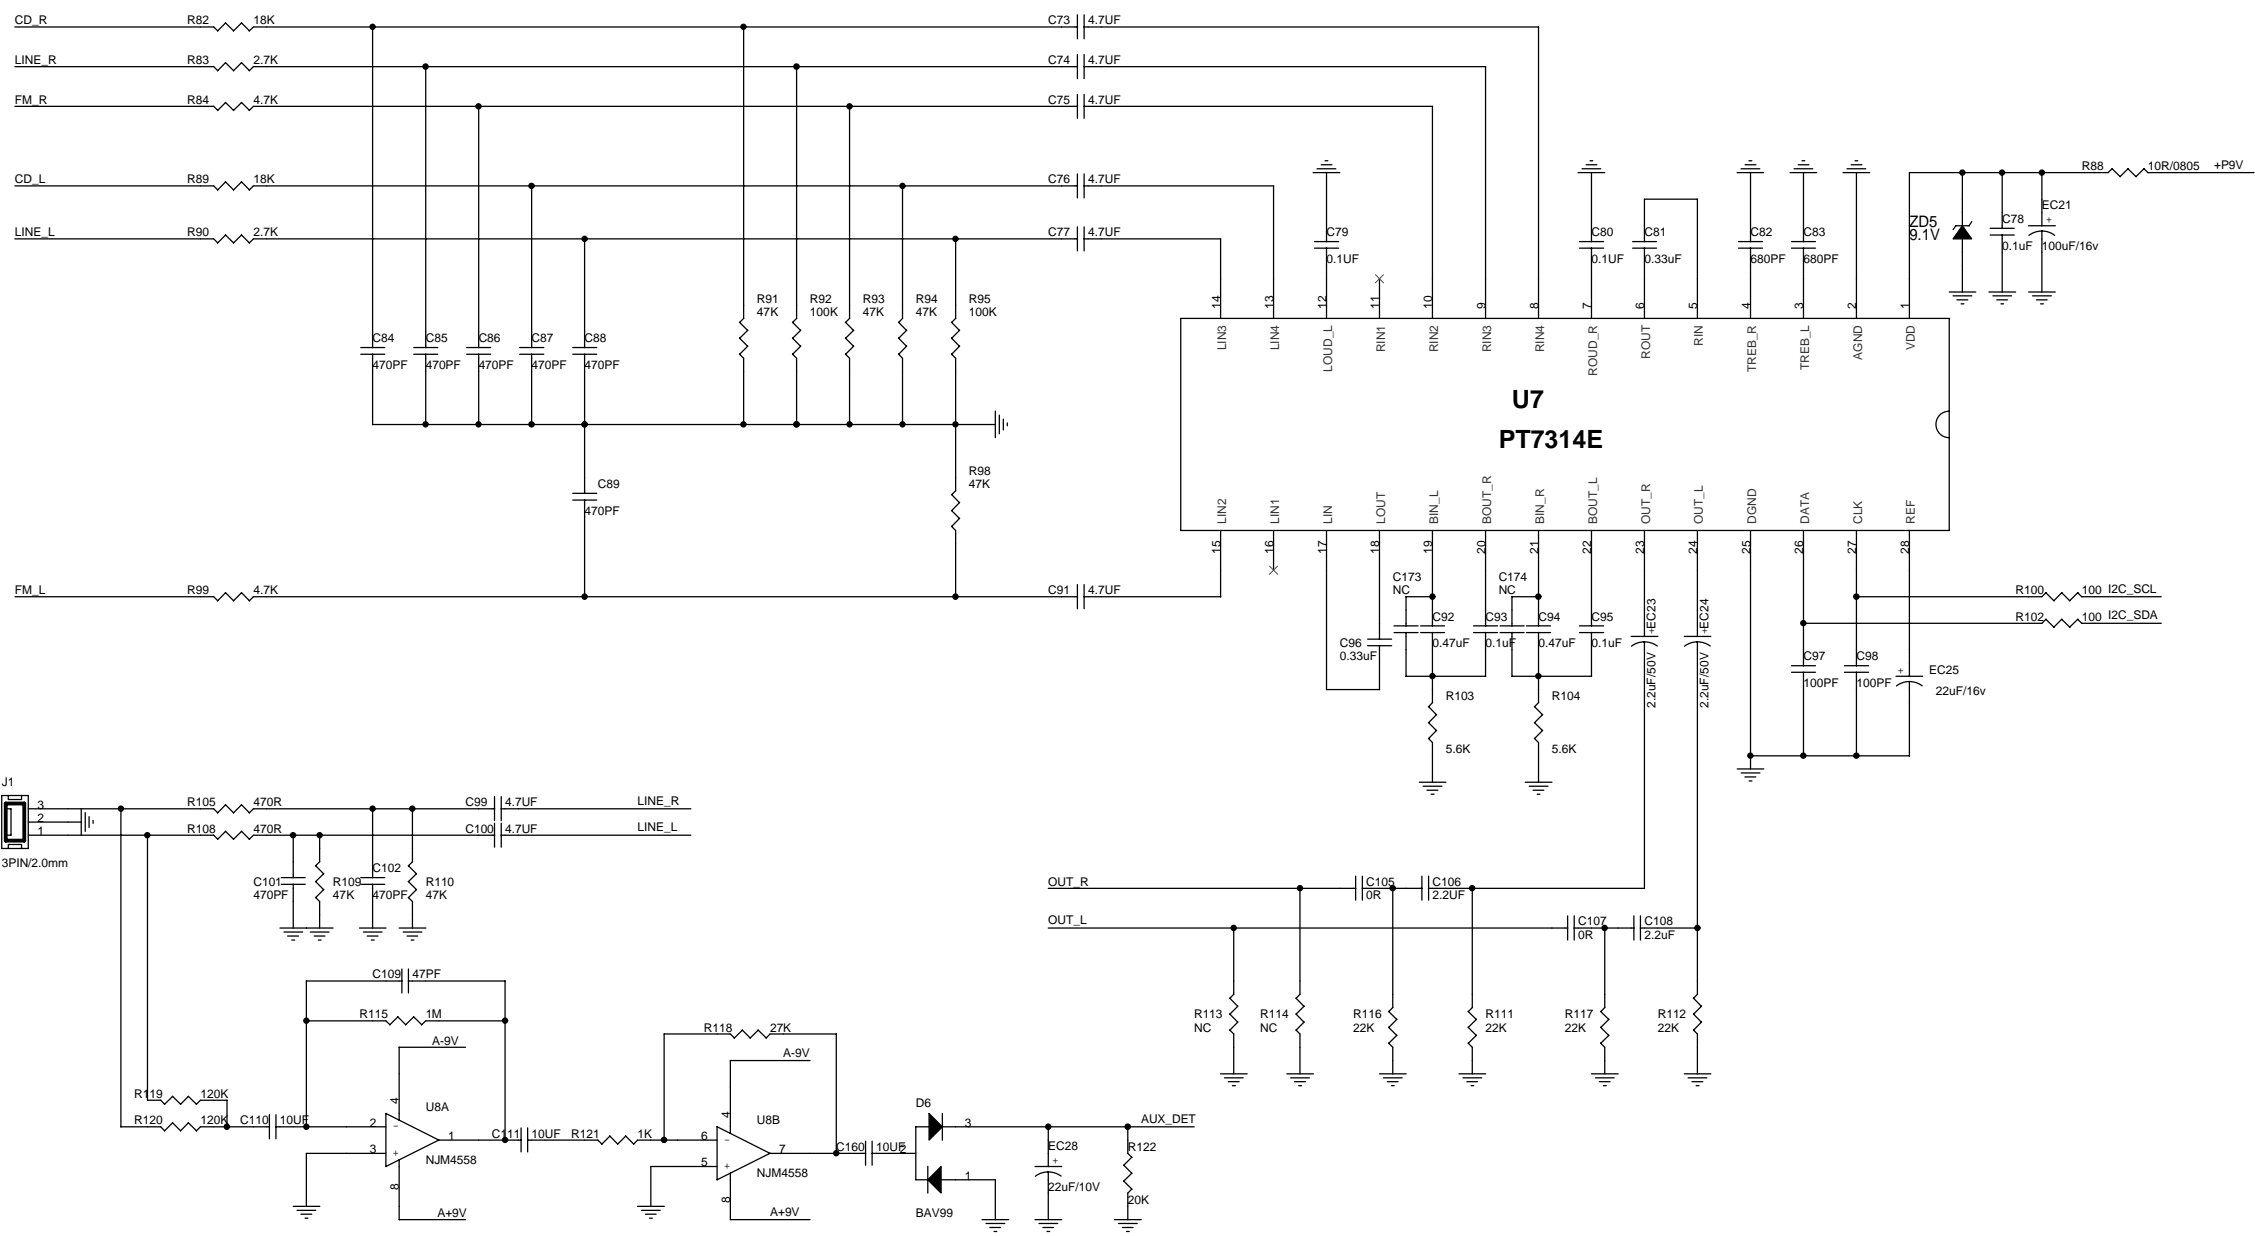 CD_R R82 18K C73 4.7UF
LINE_R R83 2.7K C74 4.7UF
FM_R R84 4.7K C75 4.7UF
CD_L R89 18K C76 4.7UF
LINE_L R90 2.7K C77 4.7UF
R88 10R/0805 +P9V
C79 0.1UF
C80 0.1UF
C81 0.33uF
C82 680PF
C83 680PF
ZD5 9.1V
C78 0.1uF
EC21 + 100uF/16v
R91 47K
R92 100K
R93 47K
R94 47K
R95 100K
C84 470PF
C85 470PF
C86 470PF
C87 470PF
C88 470PF
14 13 12 11 10 9 8 7 6 5 4 3 2 1
LIN3 LIN4 LOUD_L RIN1 RIN2 RIN3 RIN4 ROUD_R ROUT RIN TREB_R TREB_L AGND VDD
U7
PT7314E
C89 470PF
R98 47K
LIN2 LIN1 LIN LOUT BIN_L BOUT_R BIN_R BOUT_L OUT_R OUT_L DGND DATA CLK REF
15 16 17 18 19 20 21 22 23 24 25 26 27 28
FM_L R99 4.7K C91 4.7UF
C173 NC
C174 NC
C92 0.47uF
C93 0.1uF
C94 0.47uF
C95 0.1uF
C96 0.33uF
+ EC23 2.2uF/50V
+ EC24 2.2uF/50V
R100 100 I2C_SCL
R102 100 I2C_SDA
C97 100PF
C98 100PF
+ EC25 22uF/16v
R103 5.6K
R104 5.6K
J1
3 2 1
3PIN/2.0mm
R105 470R C99 4.7UF LINE_R
R108 470R C100 4.7UF LINE_L
C101 470PF
R109 47K
C102 470PF
R110 47K
OUT_R C105 0R C106 2.2UF
OUT_L C107 0R C108 2.2uF
R113 NC
R114 NC
R116 22K
R111 22K
R117 22K
R112 22K
C109 47PF
R115 1M
A-9V
R118 27K
A-9V
R119 120K
R120 120K
C110 10UF
4 2 3 1 8
- +
U8A
NJM4558
A+9V
C111 10UF
R121 1K
4 6 5 7 8
- +
U8B
NJM4558
A+9V
C160 10UF
D6
2 3 1
BAV99
AUX_DET
EC28 + 22uF/10V
R122 20K